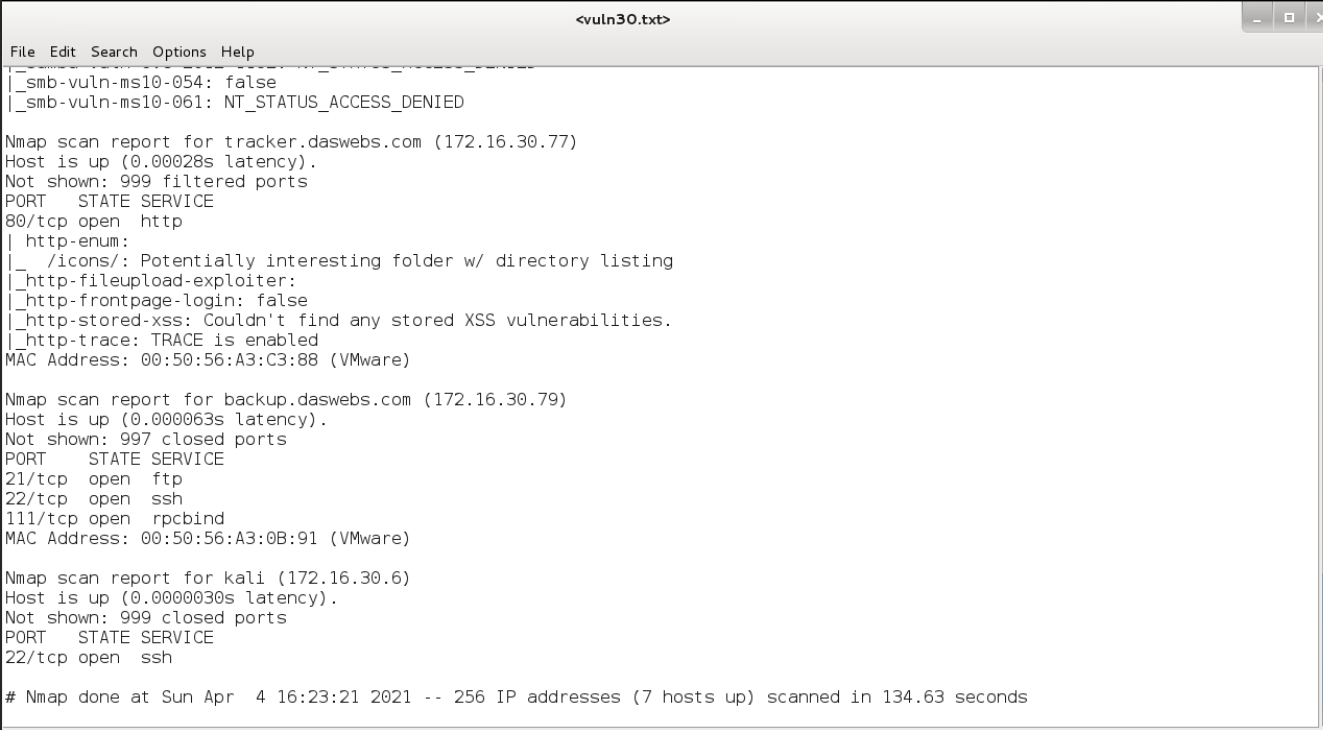 <vuln30.txt>
File Edit Search Options Help
|_smb-vuln-ms10-054: false
|_smb-vuln-ms10-061: NT_STATUS_ACCESS_DENIED
Nmap scan report for tracker.daswebs.com (172.16.30.77)
Host is up (0.00028s latency).
Not shown: 999 filtered ports
PORT   STATE SERVICE
80/tcp open  http
| http-enum:
|_  /icons/: Potentially interesting folder w/ directory listing
|_http-fileupload-exploiter:
|_http-frontpage-login: false
|_http-stored-xss: Couldn't find any stored XSS vulnerabilities.
|_http-trace: TRACE is enabled
MAC Address: 00:50:56:A3:C3:88 (VMware)
Nmap scan report for backup.daswebs.com (172.16.30.79)
Host is up (0.000063s latency).
Not shown: 997 closed ports
PORT    STATE SERVICE
21/tcp  open  ftp
22/tcp  open  ssh
111/tcp open  rpcbind
MAC Address: 00:50:56:A3:0B:91 (VMware)
Nmap scan report for kali (172.16.30.6)
Host is up (0.0000030s latency).
Not shown: 999 closed ports
PORT   STATE SERVICE
22/tcp open  ssh
# Nmap done at Sun Apr  4 16:23:21 2021 -- 256 IP addresses (7 hosts up) scanned in 134.63 seconds